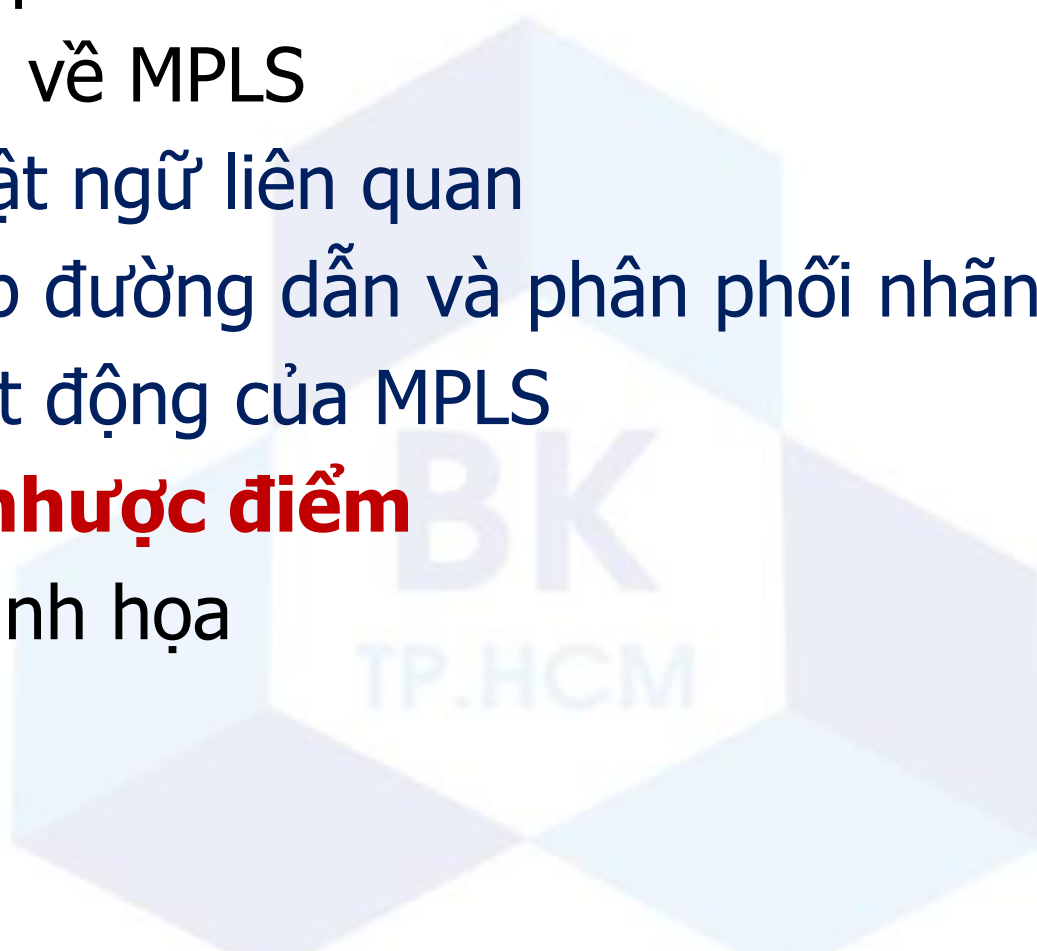 về MPLS
ật ngữ liên quan
đường dẫn và phân phối nhãn
t động của MPLS
nhược điểm
nh họa
BK
TP.HCM